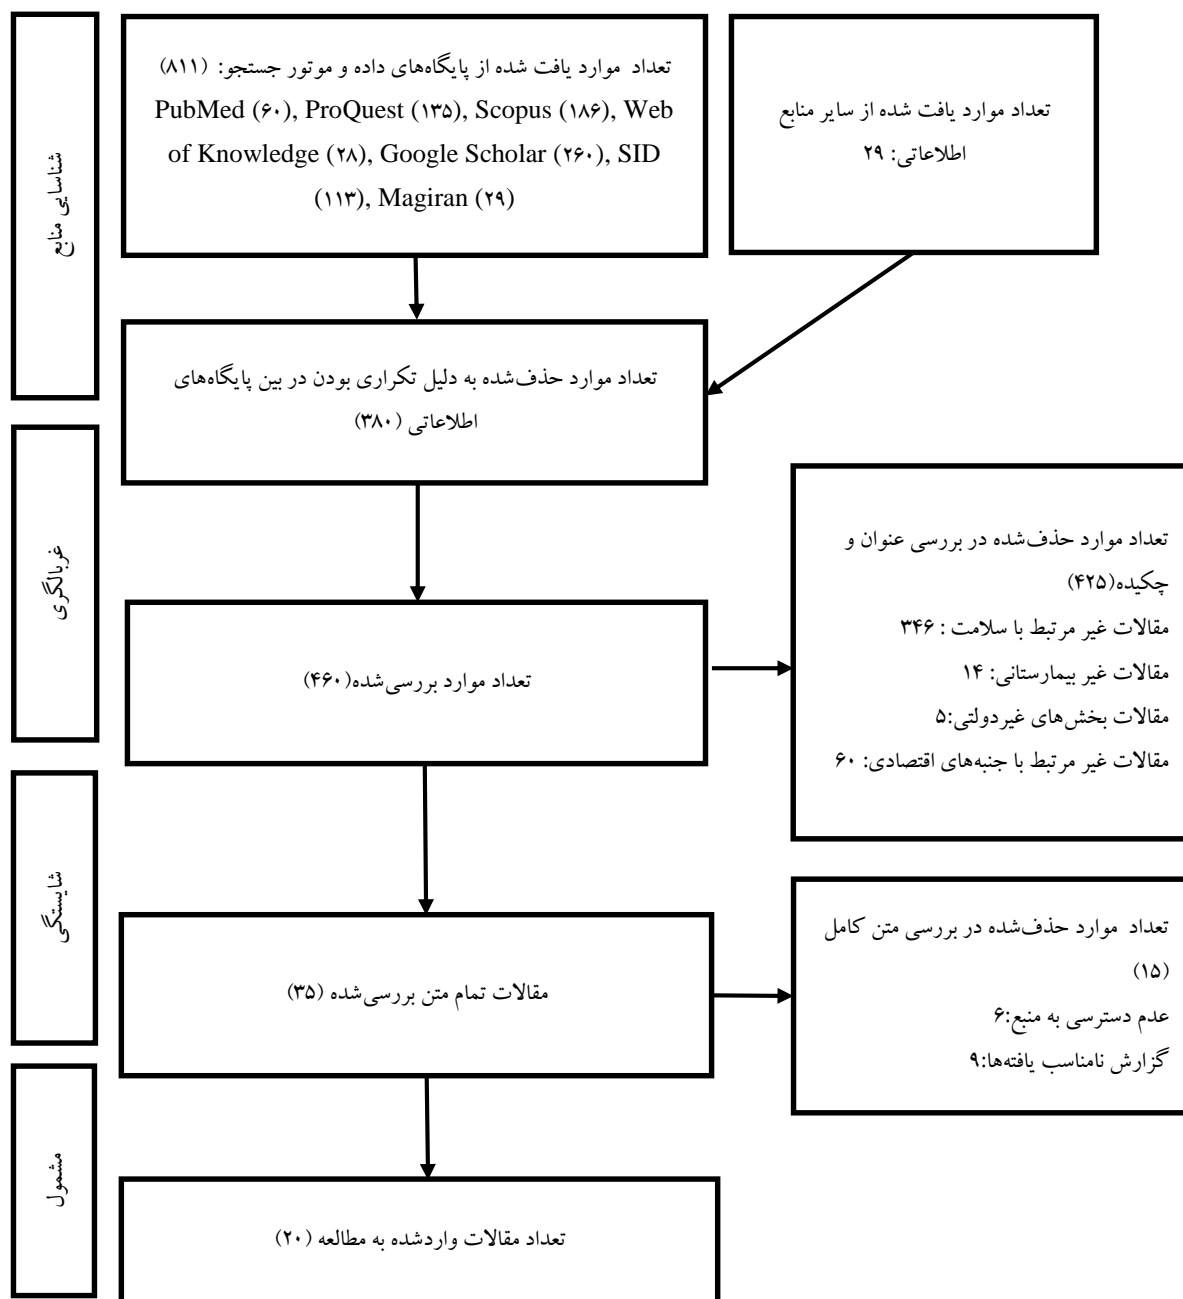 شناسایی منابع
تعداد موارد یافت شده از پایگاه‌های داده و موتور جستجو: (۸۱۱)
PubMed (۶۰), ProQuest (۱۳۵), Scopus (۱۸۶), Web
of Knowledge (۲۸), Google Scholar (۲۶۰), SID
(۱۱۳), Magiran (۲۹)
تعداد موارد یافت شده از سایر منابع
اطلاعاتی: ۲۹
تعداد موارد حذف‌شده به دلیل تکراری بودن در بین پایگاه‌های
اطلاعاتی (۳۸۰)
غربالگری
تعداد موارد بررسی‌شده(۴۶۰)
تعداد موارد حذف‌شده در بررسی عنوان و
چکیده(۴۲۵)
مقالات غیر مرتبط با سلامت : ۳۴۶
مقالات غیر بیمارستانی: ۱۴
مقالات بخش‌های غیردولتی:۵
مقالات غیر مرتبط با جنبه‌های اقتصادی: ۶۰
شایستگی
مقالات تمام متن بررسی‌شده (۳۵)
تعداد موارد حذف‌شده در بررسی متن کامل
(۱۵)
عدم دسترسی به منبع:۶
گزارش نامناسب یافته‌ها:۹
مشمول
تعداد مقالات واردشده به مطالعه (۲۰)